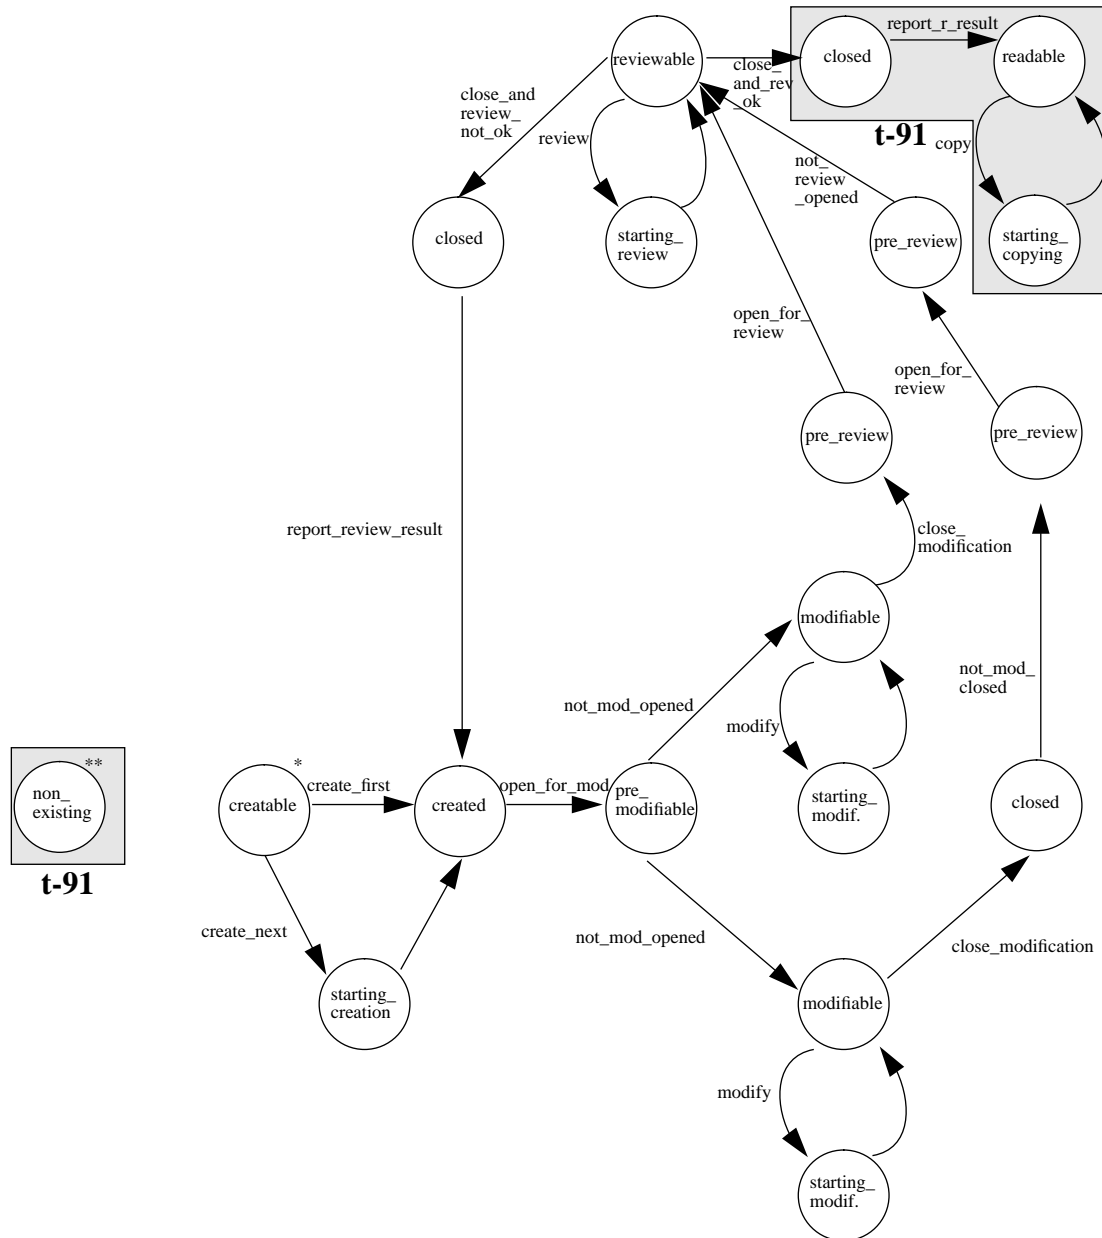 report_r_result
reviewable
closed
readable
close_
and_rev
_ok
close_and
review_
not_ok
t-91
copy
review
not_
review
_opened
closed
starting_
review
pre_review
starting_
copying
open_for_
review
open_for_
review
pre_review
pre_review
report_review_result
close_
modification
modifiable
not_mod_
closed
not_mod_opened
modify
**
*
non_
existing
creatable
create_first
created
open_for_mod
pre_
modifiable
starting_
modif.
closed
t-91
create_next
not_mod_opened
close_modification
starting_
creation
modifiable
modify
starting_
modif.